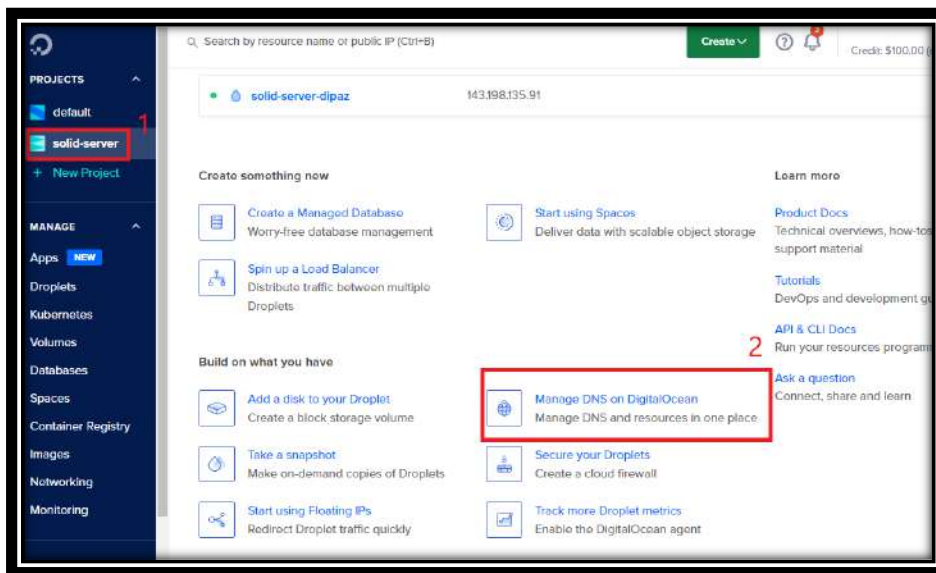 Search by resource name or public IP (Ctrl+B)
Create
2
Credit: $100.00
PROJECTS
default
1
solid-server
+ New Project
MANAGE
Apps NEW
Droplets
Kubernetes
Volumes
Databases
Spaces
Container Registry
Images
Networking
Monitoring
solid-server-dipaz 143.198.135.91
Create something new
Create a Managed Database
Worry-free database management
Start using Spaces
Deliver data with scalable object storage
Spin up a Load Balancer
Distribute traffic between multiple
Droplets
Learn more
Product Docs
Technical overviews, how-tos
support material
Tutorials
DevOps and development gu
API & CLI Docs
Run your resources program
Ask a question
Connect, share and learn
Build on what you have
2
Add a disk to your Droplet
Create a block storage volume
Manage DNS on DigitalOcean
Manage DNS and resources in one place
Take a snapshot
Make on-demand copies of Droplets
Secure your Droplets
Create a cloud firewall
Start using Floating IPs
Redirect Droplet traffic quickly
Track more Droplet metrics
Enable the DigitalOcean agent